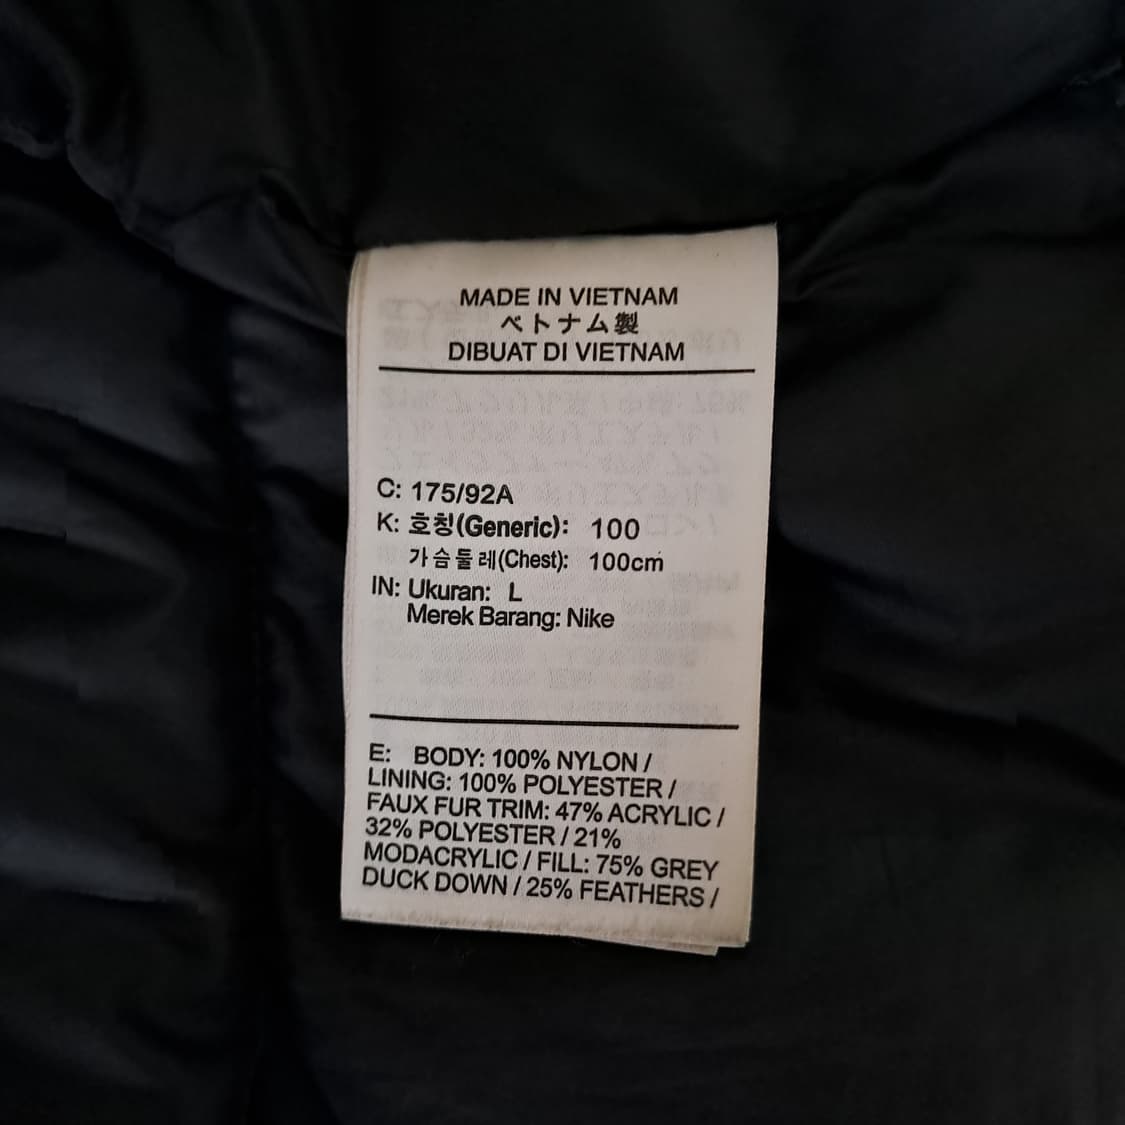 MADE IN VIETNAM
ベトナム製
DIBUAT DI VIETNAM
C: 175/92A
K: 호칭(Generic): 100
가슴둘레(Chest): 100cm
IN: Ukuran: L
Merek Barang: Nike
E: BODY: 100% NYLON /
LINING: 100% POLYESTER /
FAUX FUR TRIM: 47% ACRYLIC /
32% POLYESTER / 21%
MODACRYLIC / FILL: 75% GREY
DUCK DOWN / 25% FEATHERS /